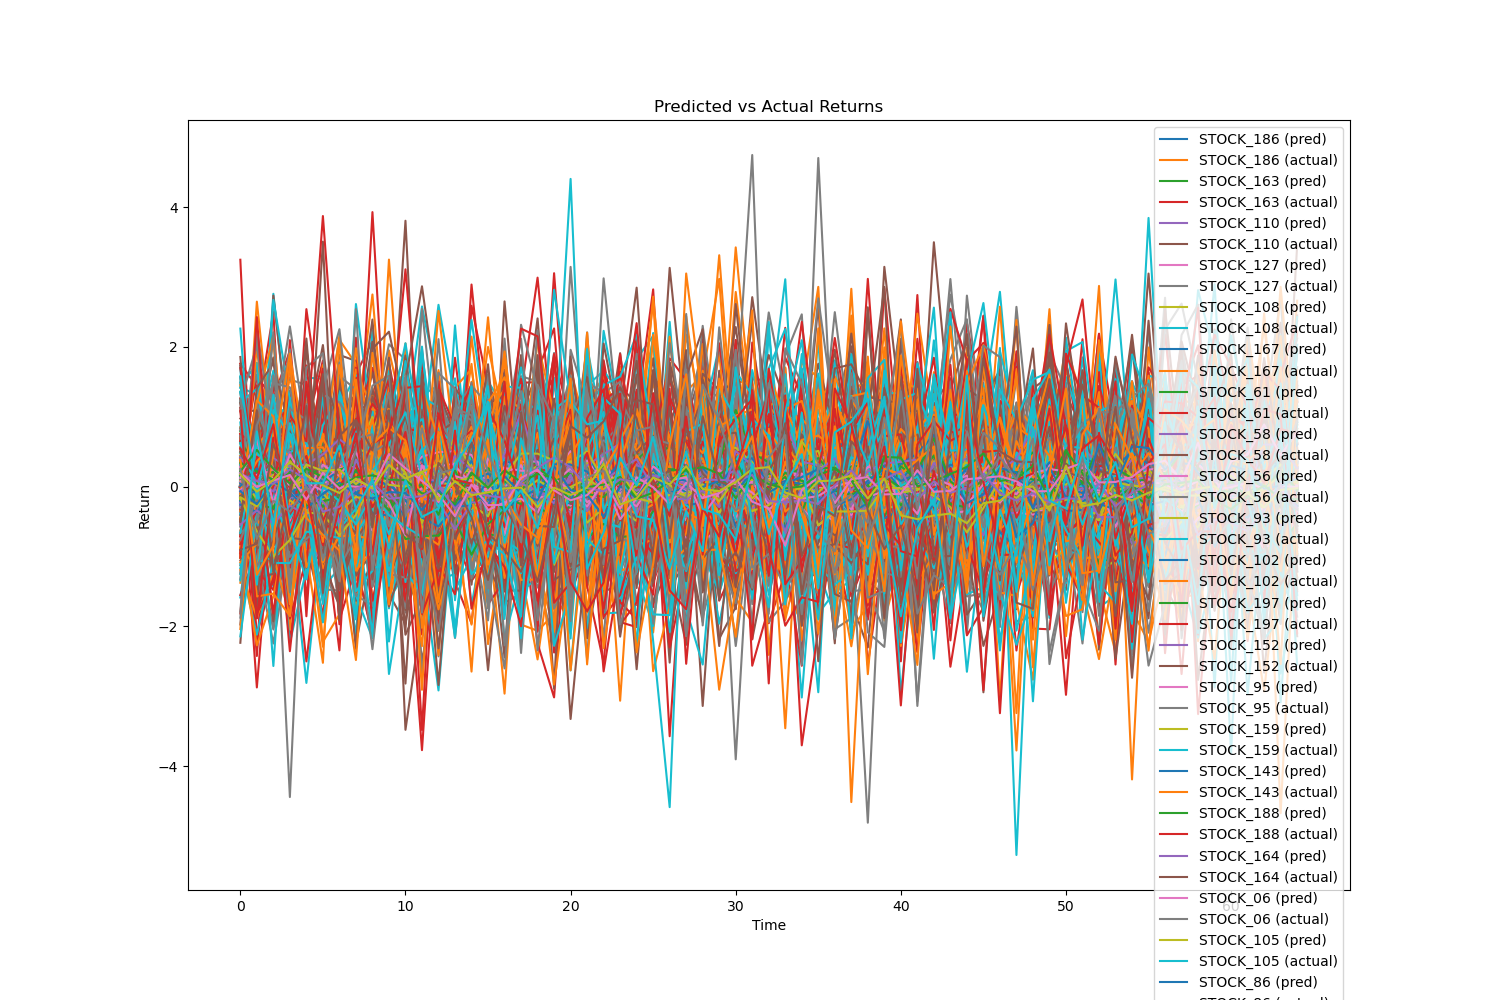 Predicted vs Actual Returns
Return
4
2
0
−2
−4
0
10
20
30
40
50
60
Time
STOCK_186 (pred)
STOCK_186 (actual)
STOCK_163 (pred)
STOCK_163 (actual)
STOCK_110 (pred)
STOCK_110 (actual)
STOCK_127 (pred)
STOCK_127 (actual)
STOCK_108 (pred)
STOCK_108 (actual)
STOCK_167 (pred)
STOCK_167 (actual)
STOCK_61 (pred)
STOCK_61 (actual)
STOCK_58 (pred)
STOCK_58 (actual)
STOCK_56 (pred)
STOCK_56 (actual)
STOCK_93 (pred)
STOCK_93 (actual)
STOCK_102 (pred)
STOCK_102 (actual)
STOCK_197 (pred)
STOCK_197 (actual)
STOCK_152 (pred)
STOCK_152 (actual)
STOCK_95 (pred)
STOCK_95 (actual)
STOCK_159 (pred)
STOCK_159 (actual)
STOCK_143 (pred)
STOCK_143 (actual)
STOCK_188 (pred)
STOCK_188 (actual)
STOCK_164 (pred)
STOCK_164 (actual)
STOCK_06 (pred)
STOCK_06 (actual)
STOCK_105 (pred)
STOCK_105 (actual)
STOCK_86 (pred)